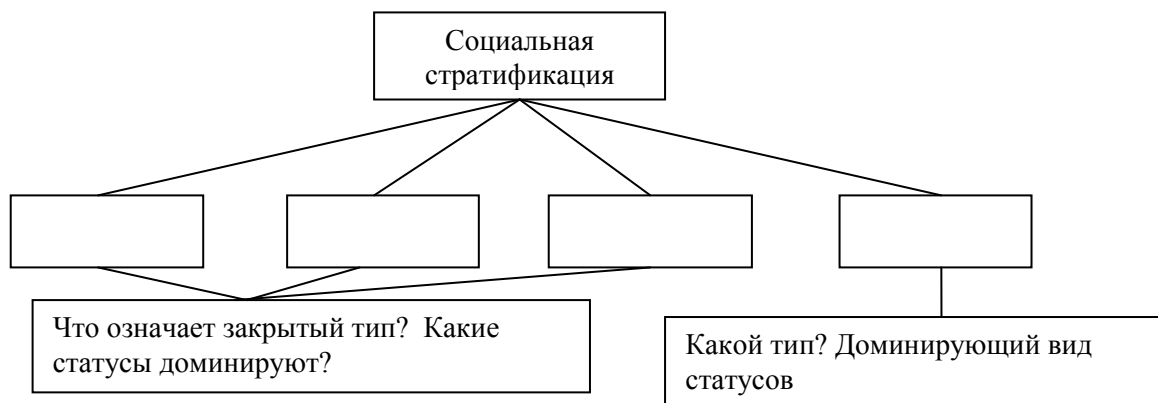 Социальная
стратификация
Что означает закрытый тип? Какие
статусы доминируют?
Какой тип? Доминирующий вид
статусов